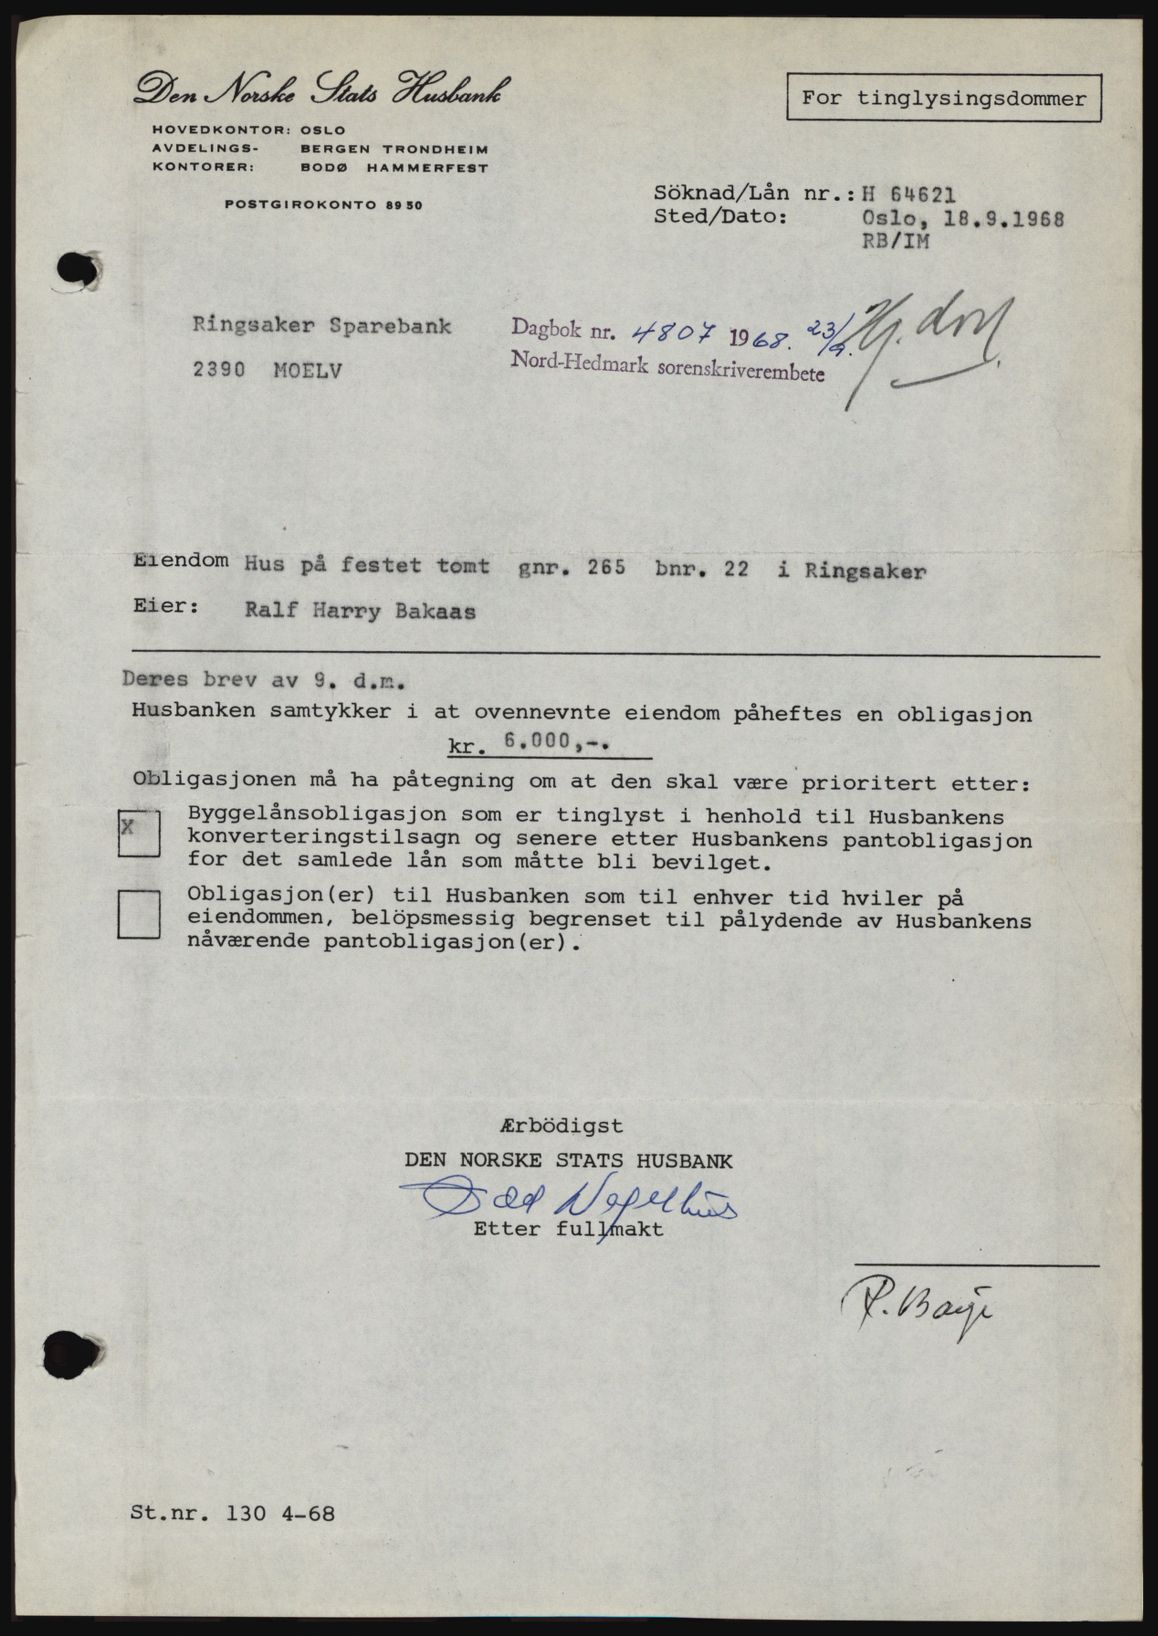 Den Norske Stats Husbank
HOVEDKONTOR: OSLO
AVDELINGS- BERGEN TRONDHEIM
KONTORER: BODØ HAMMERFEST
POSTGIROKONTO 8950
For tinglysingsdommer
Söknad/Lån nr.: H 64621
Sted/Dato: Oslo, 18.9.1968
RB/IM
Ringsaker Sparebank
2390 MOELV
Dagbok nr. 4807 1968. 23/9.
Nord-Hedmark sorenskriverembete
Eiendom Hus på festet tomt gnr. 265 bnr. 22 i Ringsaker
Eier: Ralf Harry Bakaas
Deres brev av 9. d.m.
Husbanken samtykker i at ovennevnte eiendom påheftes en obligasjon
kr. 6.000,-.
Obligasjonen må ha påtegning om at den skal være prioritert etter:
X Byggelånsobligasjon som er tinglyst i henhold til Husbankens
konverteringstilsagn og senere etter Husbankens pantobligasjon
for det samlede lån som måtte bli bevilget.
Obligasjon(er) til Husbanken som til enhver tid hviler på
eiendommen, belöpsmessig begrenset til pålydende av Husbankens
nåværende pantobligasjon(er).
Ærbödigst
DEN NORSKE STATS HUSBANK
Etter fullmakt
St.nr. 130 4-68